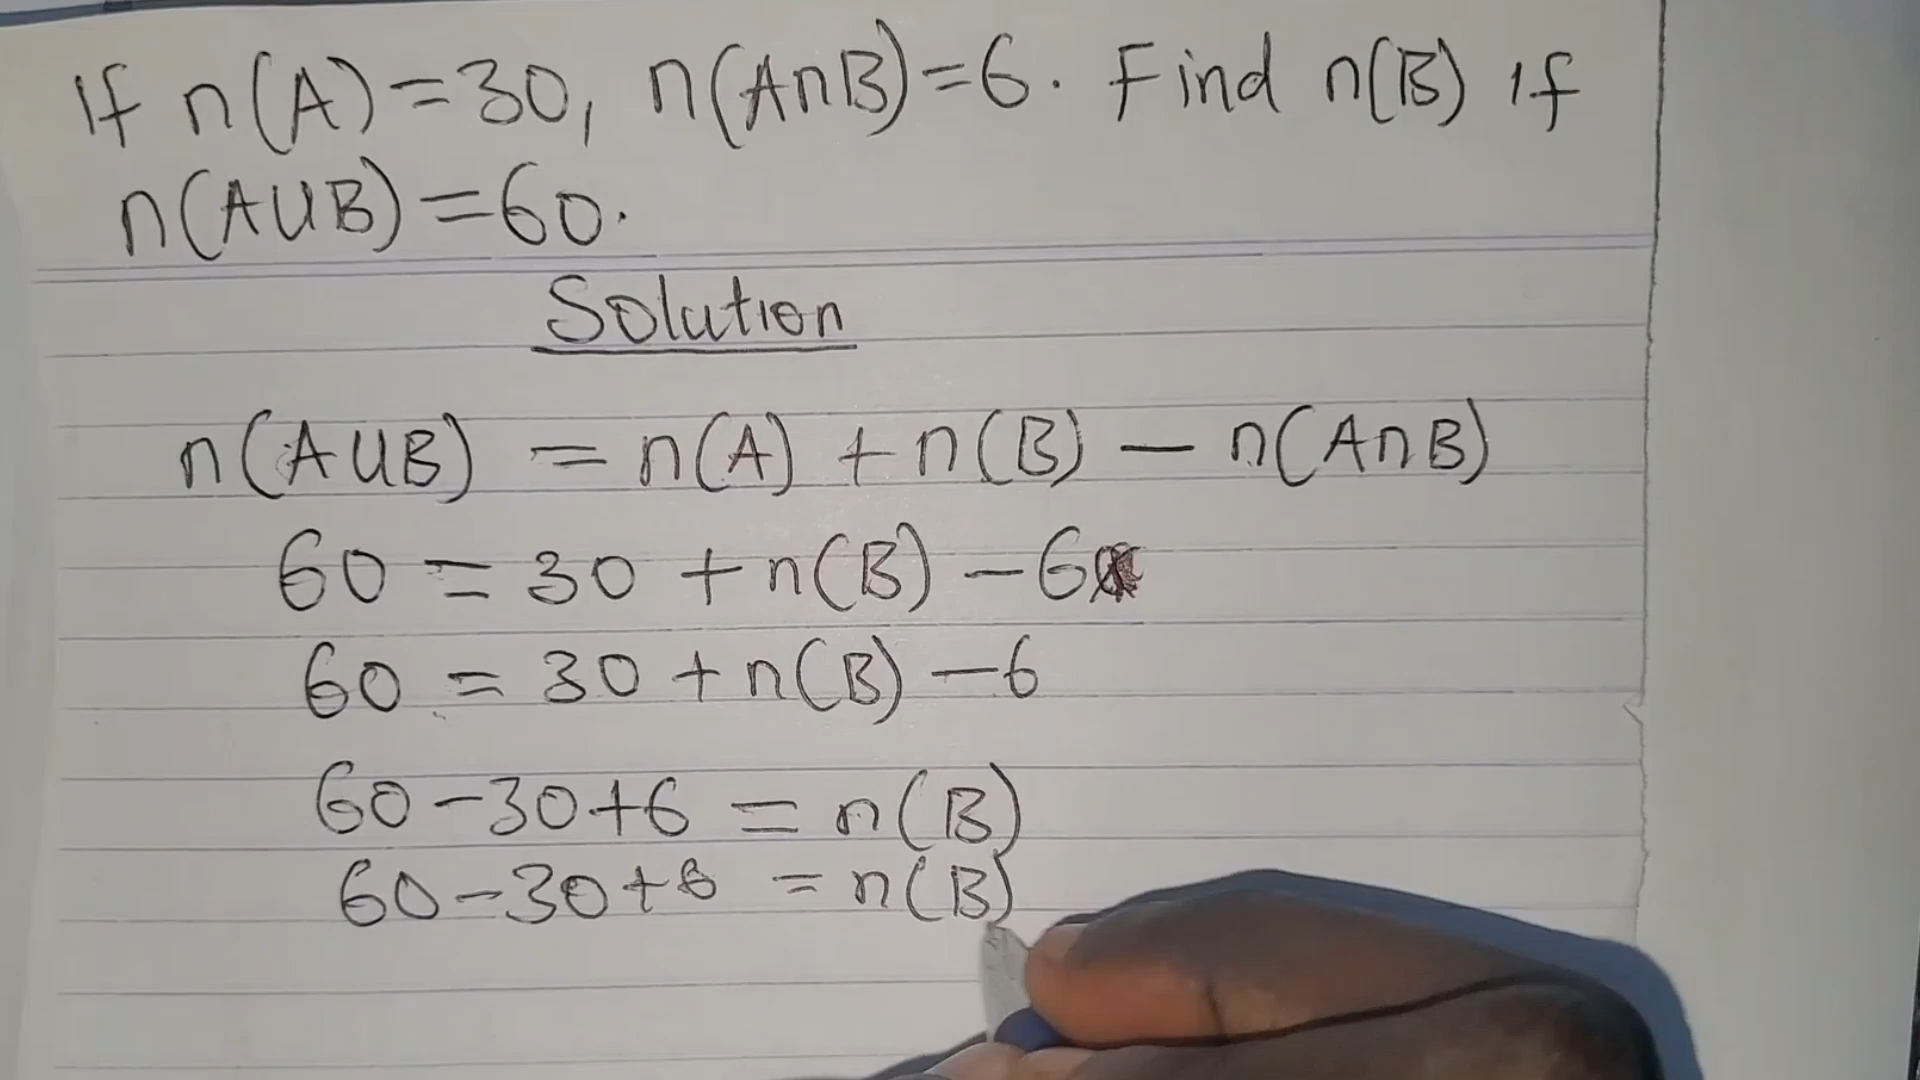 If n(A)=30, n(A∩B)=6. Find n(B) if
n(A∪B)=60.
Solution
n(A∪B) = n(A) + n(B) - n(A∩B)
60 = 30 + n(B) - 6
60 = 30 + n(B) - 6
60-30+6 = n(B)
60-30+6 = n(B)